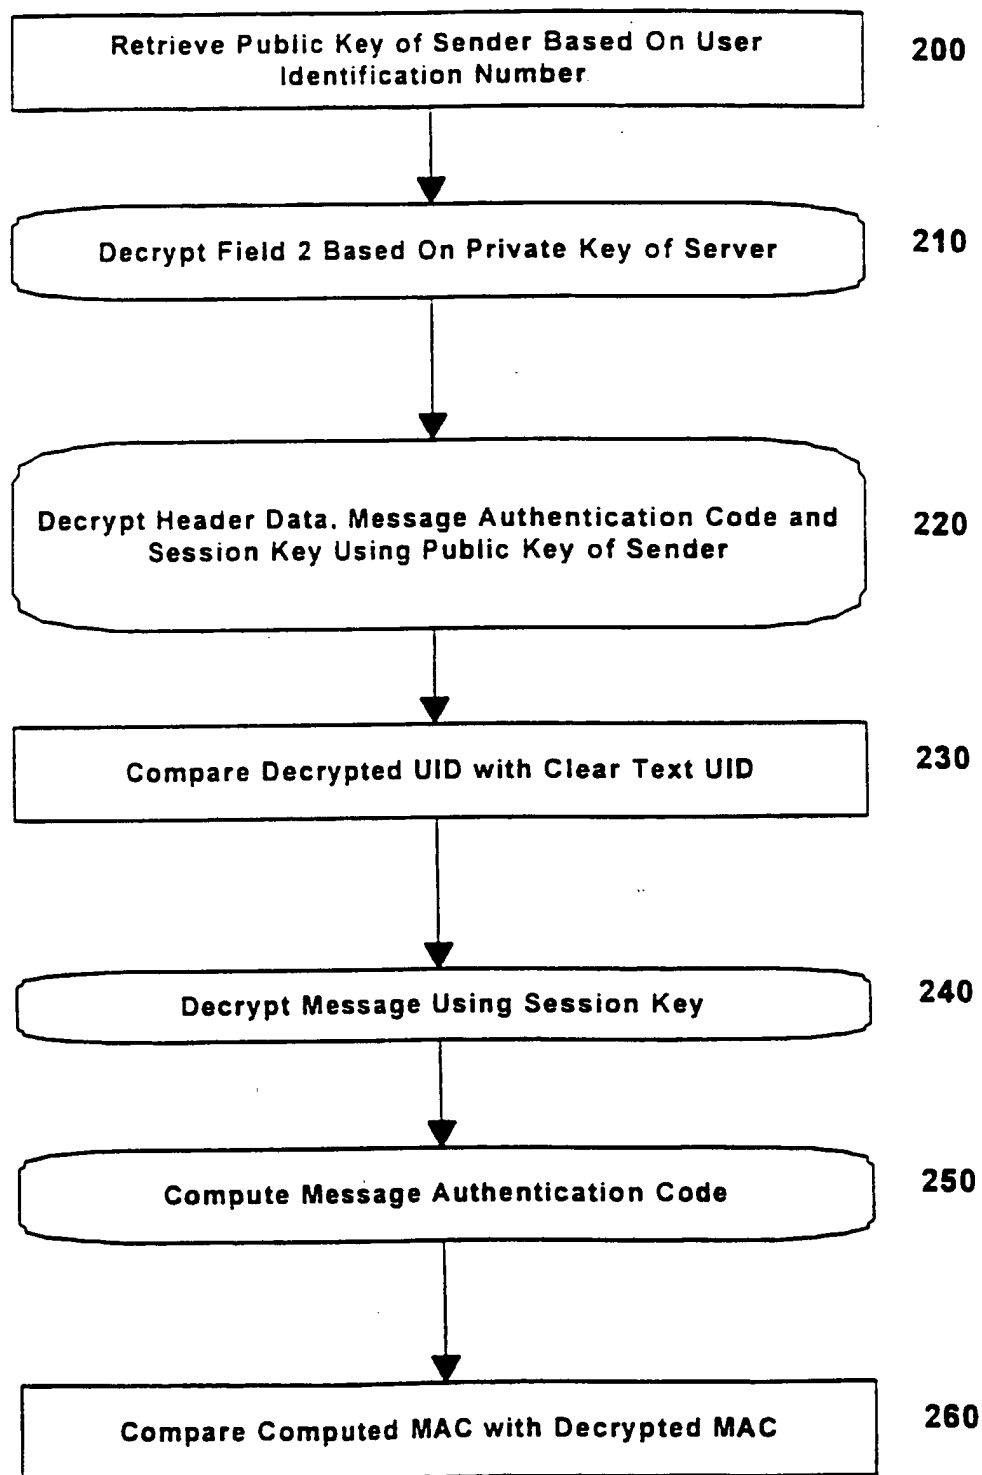 Retrieve Public Key of Sender Based On User
Identification Number
200
Decrypt Field 2 Based On Private Key of Server
210
Decrypt Header Data. Message Authentication Code and
Session Key Using Public Key of Sender
220
Compare Decrypted UID with Clear Text UID
230
Decrypt Message Using Session Key
240
Compute Message Authentication Code
250
Compare Computed MAC with Decrypted MAC
260